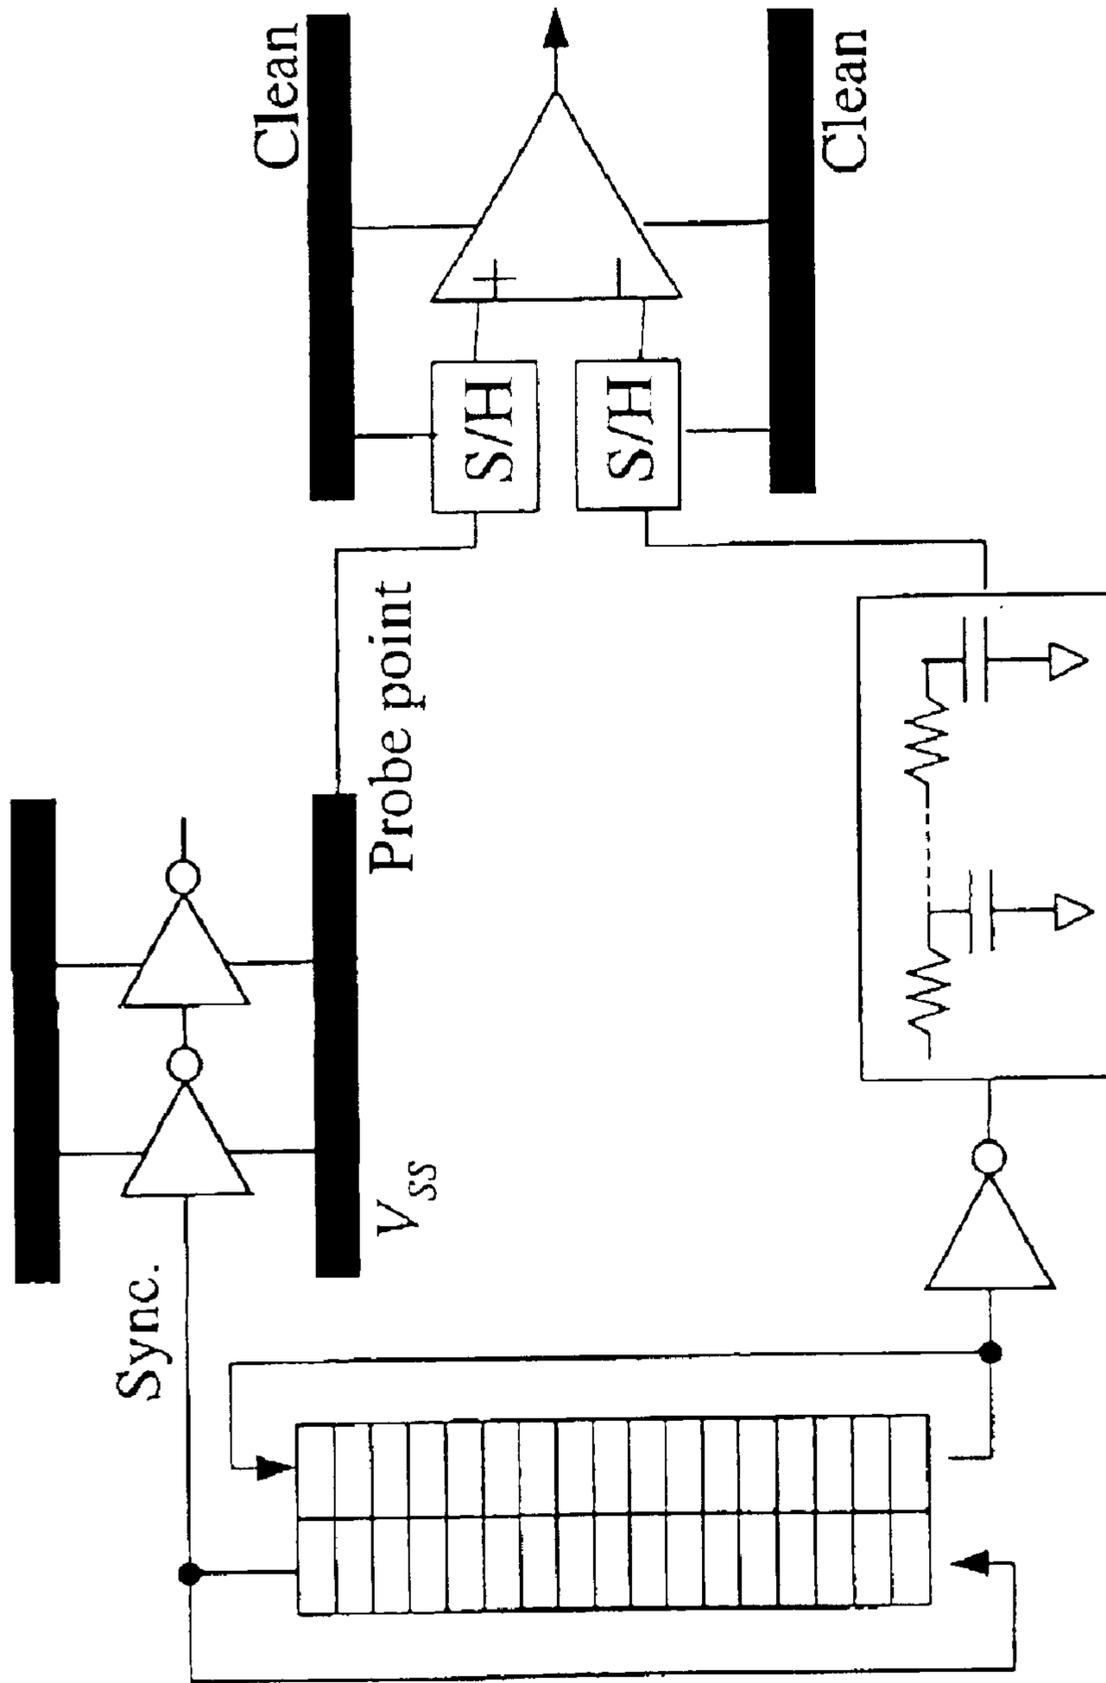 Clean
+
−
S/H
S/H
Clean
Probe point
V_SS
Sync.